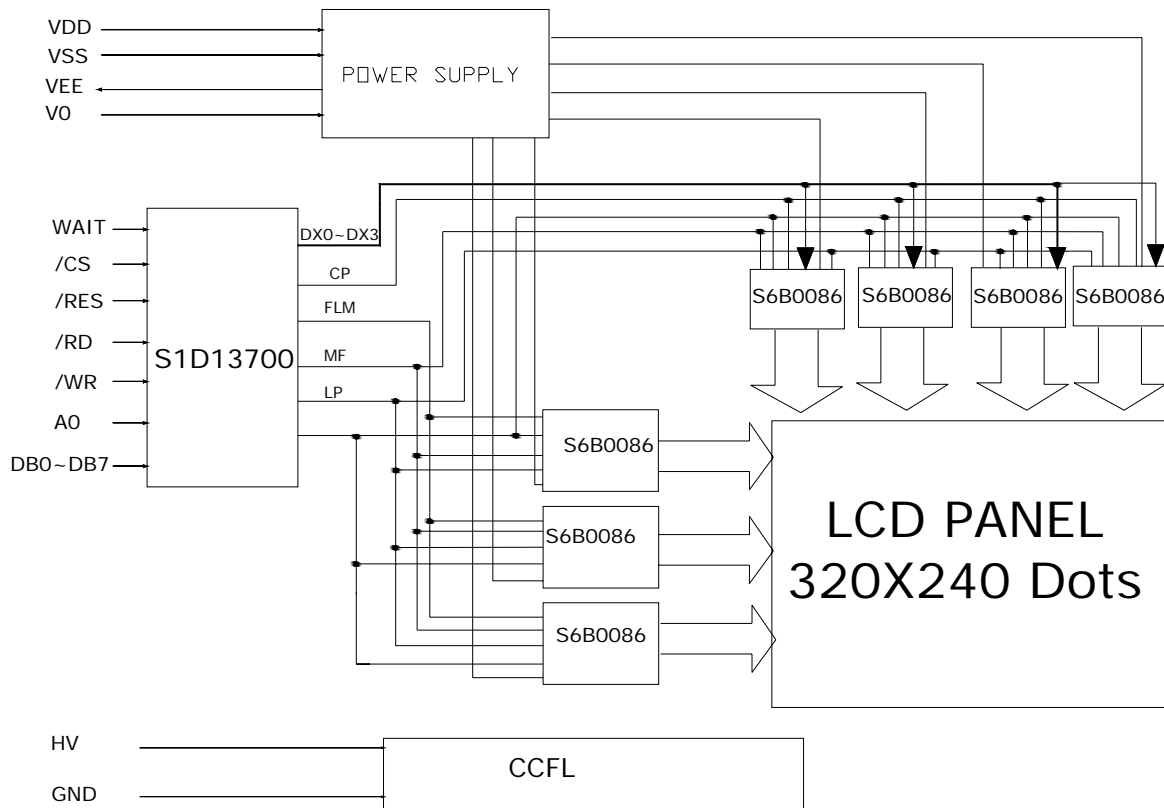 VDD
VSS
VEE
V0
POWER SUPPLY
WAIT
/CS
/RES
/RD
/WR
A0
DB0~DB7
S1D13700
DX0~DX3
CP
FLM
MF
LP
S6B0086
S6B0086
S6B0086
S6B0086
S6B0086
S6B0086
S6B0086
LCD PANEL
320X240 Dots
HV
GND
CCFL